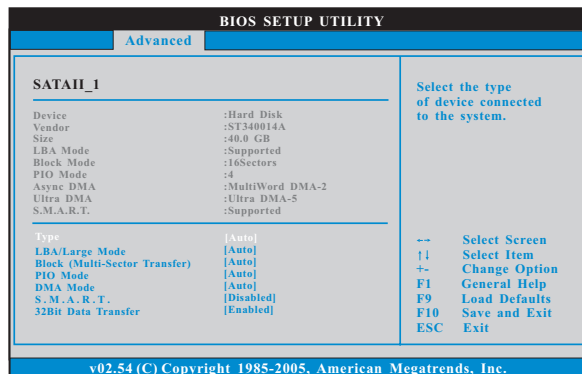 BIOS SETUP UTILITY
Advanced
SATAII_1
Device :Hard Disk
Vendor :ST340014A
Size :40.0 GB
LBA Mode :Supported
Block Mode :16Sectors
PIO Mode :4
Async DMA :MultiWord DMA-2
Ultra DMA :Ultra DMA-5
S.M.A.R.T. :Supported
Type [Auto]
LBA/Large Mode [Auto]
Block (Multi-Sector Transfer) [Auto]
PIO Mode [Auto]
DMA Mode [Auto]
S.M.A.R.T. [Disabled]
32Bit Data Transfer [Enabled]
Select the type
of device connected
to the system.
←→ Select Screen
↑↓ Select Item
+- Change Option
F1 General Help
F9 Load Defaults
F10 Save and Exit
ESC Exit
v02.54 (C) Copyright 1985-2005, American Megatrends, Inc.